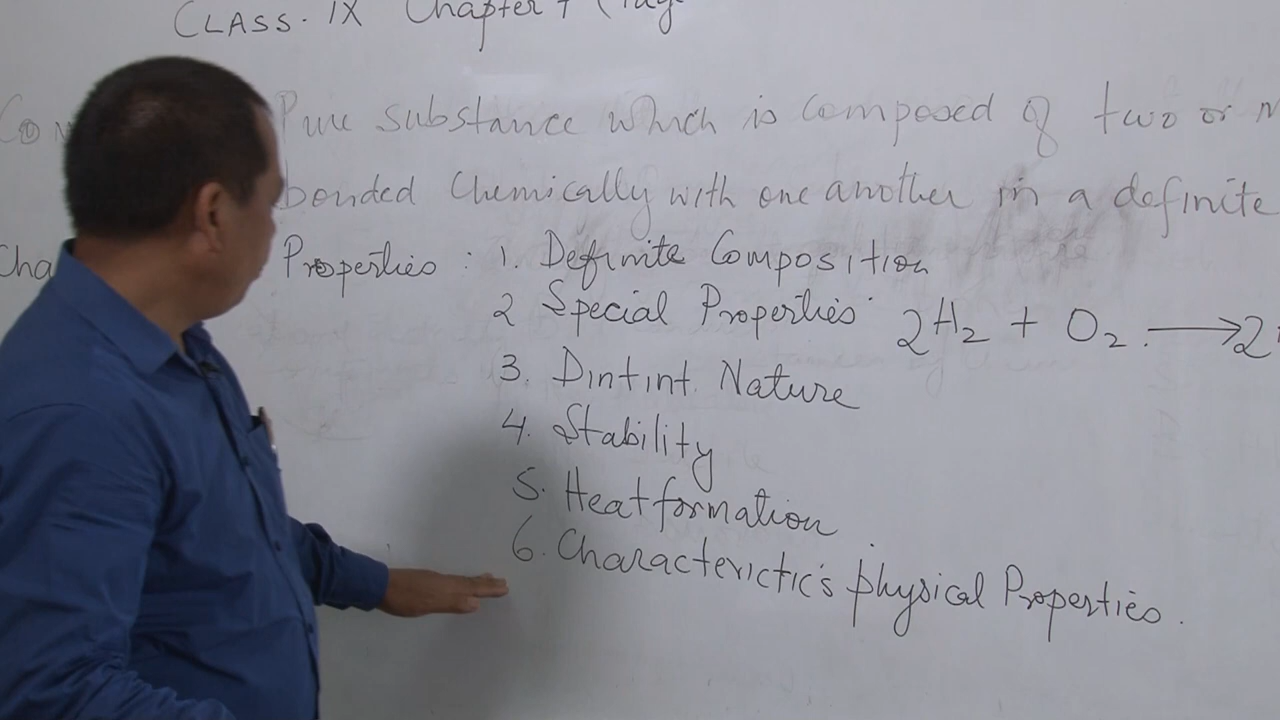 CLASS. IX Chapter
Pure substance which is composed of two or
bonded Chemically with one another in a definite
Properties : 1. Definite Composition
2 Special Properties 2H₂ + O₂ ⟶ 2
3. Dintint Nature
4. Stability
5. Heat formation
6. Characterictic's physical Properties.